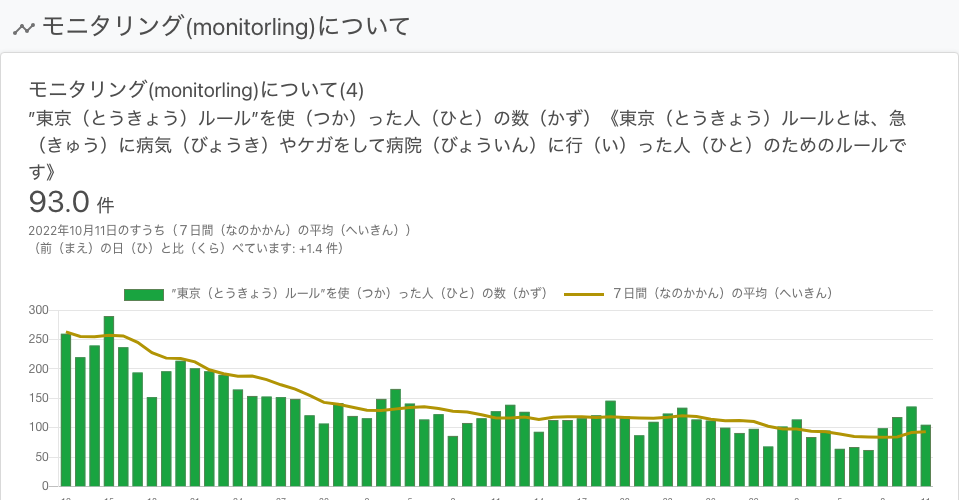 モニタリング(monitorling)について
モニタリング(monitorling)について(4)
”東京（とうきょう）ルール”を使（つか）った人（ひと）の数（かず）《東京（とうきょう）ルールとは、急
（きゅう）に病気（びょうき）やケガをして病院（びょういん）に行（い）った人（ひと）のためのルールで
す》
93.0 件
2022年10月11日のすうち（７日間（なのかかん）の平均（へいきん））
（前（まえ）の日（ひ）と比（くら）べています: +1.4 件）
”東京（とうきょう）ルール”を使（つか）った人（ひと）の数（かず）
７日間（なのかかん）の平均（へいきん）
300
250
200
150
100
50
0